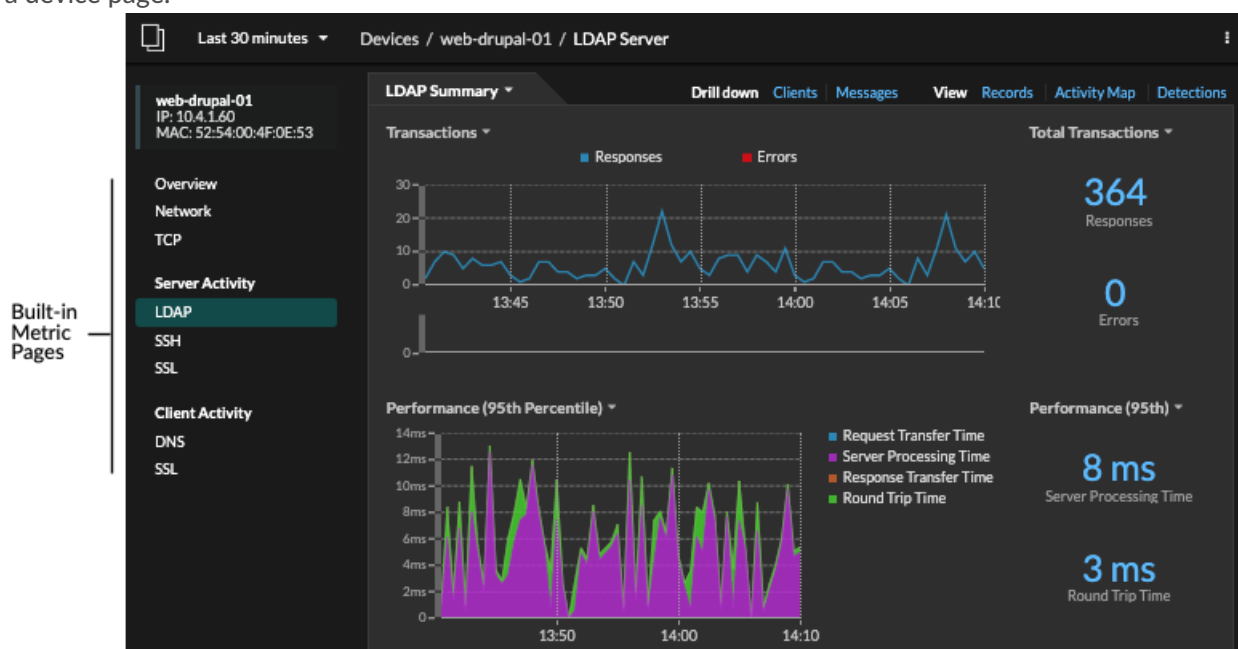 a device page.
Last 30 minutes
Devices / web-drupal-01 / LDAP Server
web-drupal-01
IP: 10.4.1.60
MAC: 52:54:00:4F:0E:53
Overview
Network
TCP
Server Activity
LDAP
SSH
SSL
Client Activity
DNS
SSL
Built-in
Metric
Pages
LDAP Summary
Drill down Clients Messages View Records Activity Map Detections
Transactions
Responses Errors
30
20
10
0
13:45 13:50 13:55 14:00 14:05 14:10
0
Total Transactions
364
Responses
0
Errors
Performance (95th Percentile)
14ms
12ms
10ms
8ms
6ms
4ms
2ms
0
13:50 14:00 14:10
Request Transfer Time
Server Processing Time
Response Transfer Time
Round Trip Time
Performance (95th)
8 ms
Server Processing Time
3 ms
Round Trip Time